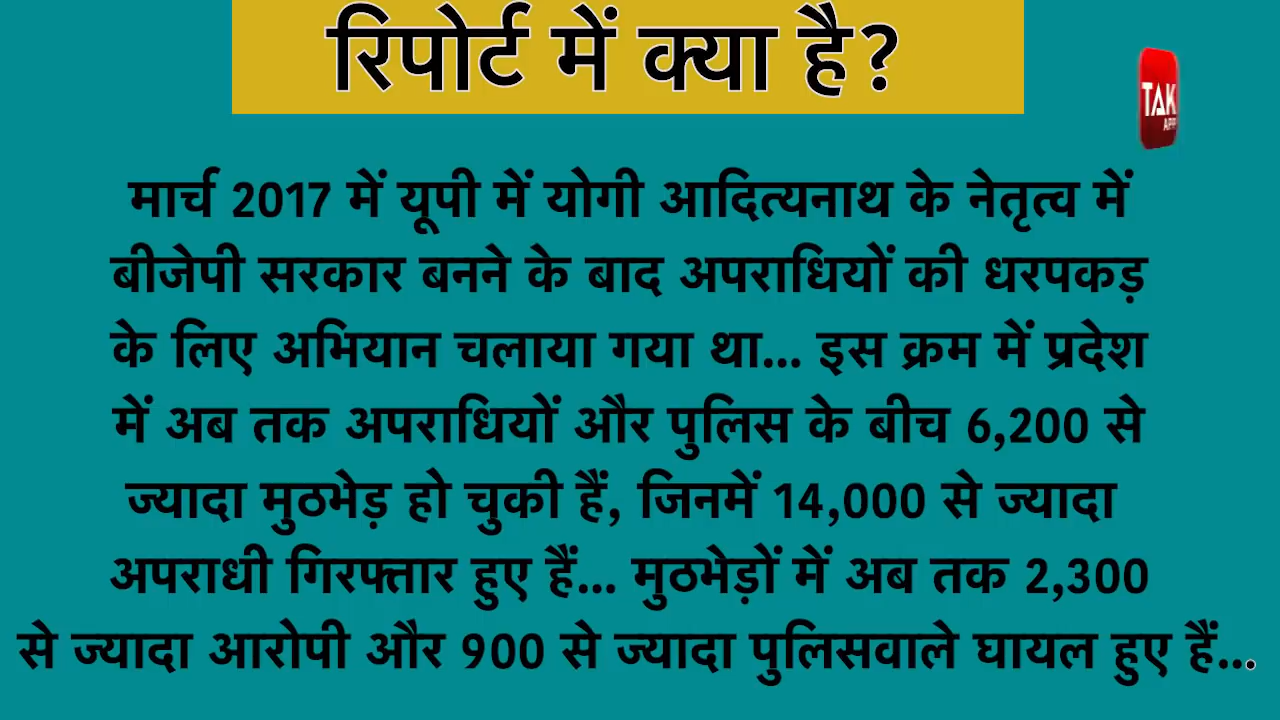 रिपोर्ट में क्या है?
TAK
APP
मार्च 2017 में यूपी में योगी आदित्यनाथ के नेतृत्व में
बीजेपी सरकार बनने के बाद अपराधियों की धरपकड़
के लिए अभियान चलाया गया था... इस क्रम में प्रदेश
में अब तक अपराधियों और पुलिस के बीच 6,200 से
ज्यादा मुठभेड़ हो चुकी हैं, जिनमें 14,000 से ज्यादा
अपराधी गिरफ्तार हुए हैं... मुठभेड़ों में अब तक 2,300
से ज्यादा आरोपी और 900 से ज्यादा पुलिसवाले घायल हुए हैं...